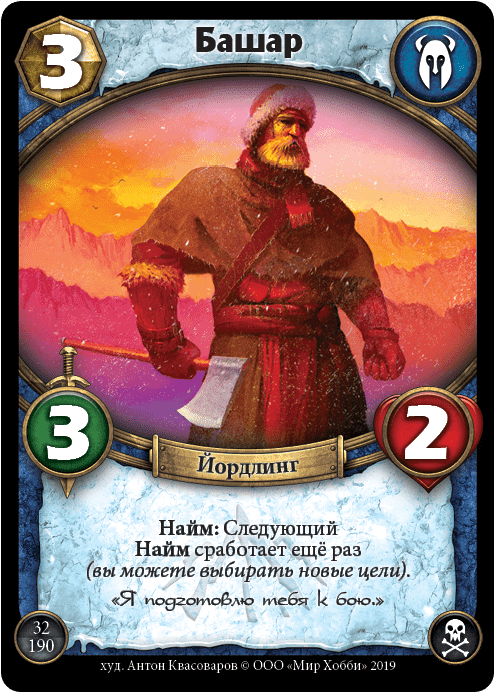 3
Башар
3
2
Йордлинг
Найм: Следующий
Найм сработает ещё раз
(вы можете выбирать новые цели).
«Я подготовлю тебя к бою.»
32
190
худ. Антон Квасоваров © ООО «Мир Хобби» 2019